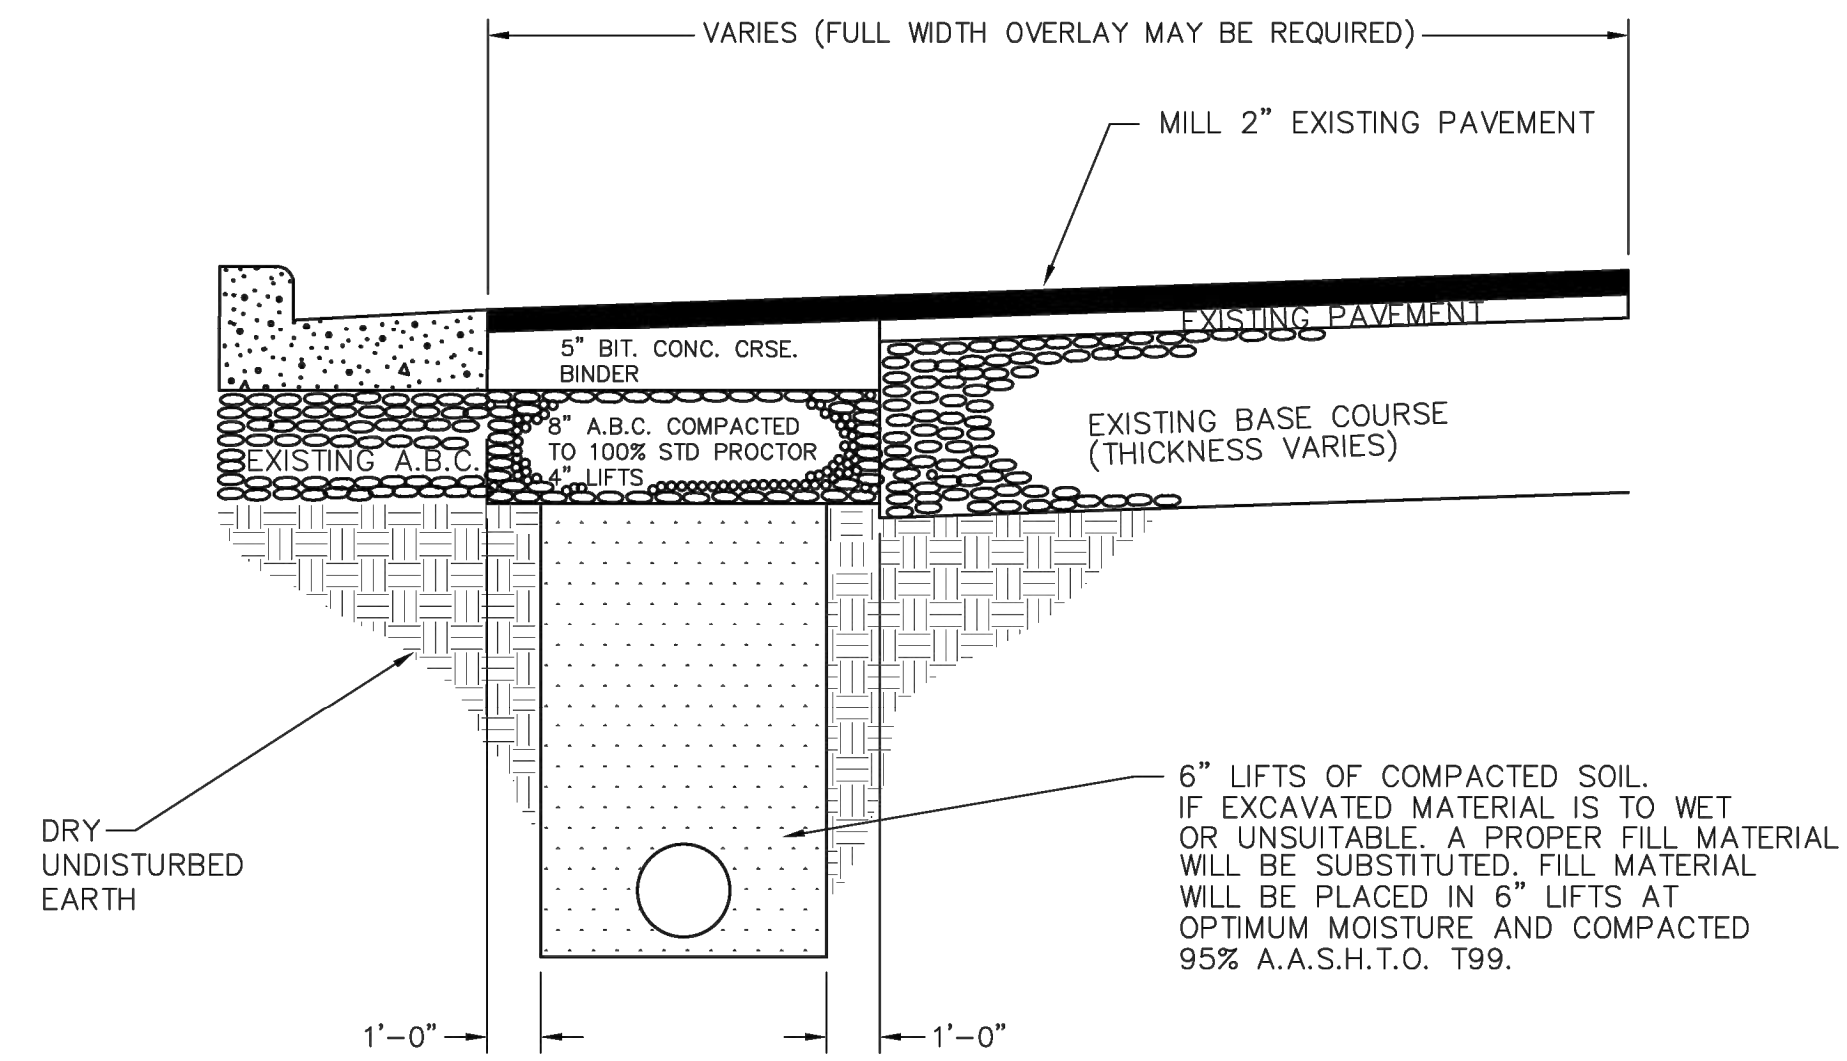 VARIES (FULL WIDTH OVERLAY MAY BE REQUIRED)
MILL 2” EXISTING PAVEMENT
EXISTING PAVEMENT
5” BIT. CONC. CRSE.
BINDER
8” A.B.C. COMPACTED
TO 100% STD PROCTOR
4” LIFTS
EXISTING A.B.C.
EXISTING BASE COURSE
(THICKNESS VARIES)
DRY
UNDISTURBED
EARTH
6” LIFTS OF COMPACTED SOIL.
IF EXCAVATED MATERIAL IS TO WET
OR UNSUITABLE. A PROPER FILL MATERIAL
WILL BE SUBSTITUTED. FILL MATERIAL
WILL BE PLACED IN 6” LIFTS AT
OPTIMUM MOISTURE AND COMPACTED
95% A.A.S.H.T.O. T99.
1’-0”
1’-0”